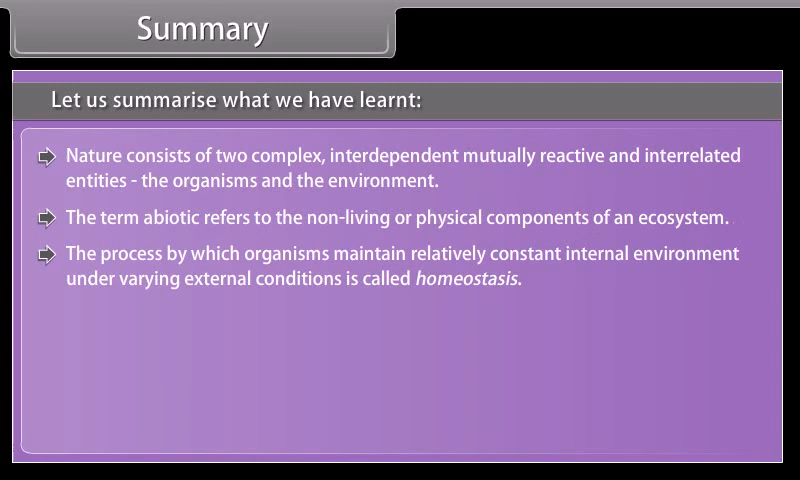 Summary
Let us summarise what we have learnt:
Nature consists of two complex, interdependent mutually reactive and interrelated
entities - the organisms and the environment.
The term abiotic refers to the non-living or physical components of an ecosystem.
The process by which organisms maintain relatively constant internal environment
under varying external conditions is called homeostasis.